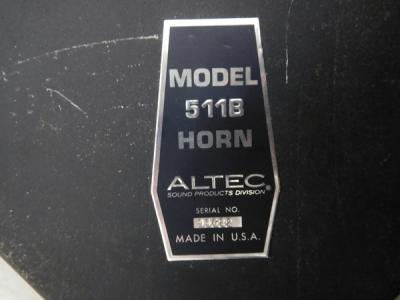 MODEL
511B
HORN
ALTEC®
SOUND PRODUCTS DIVISION
SERIAL NO.
MADE IN U.S.A.